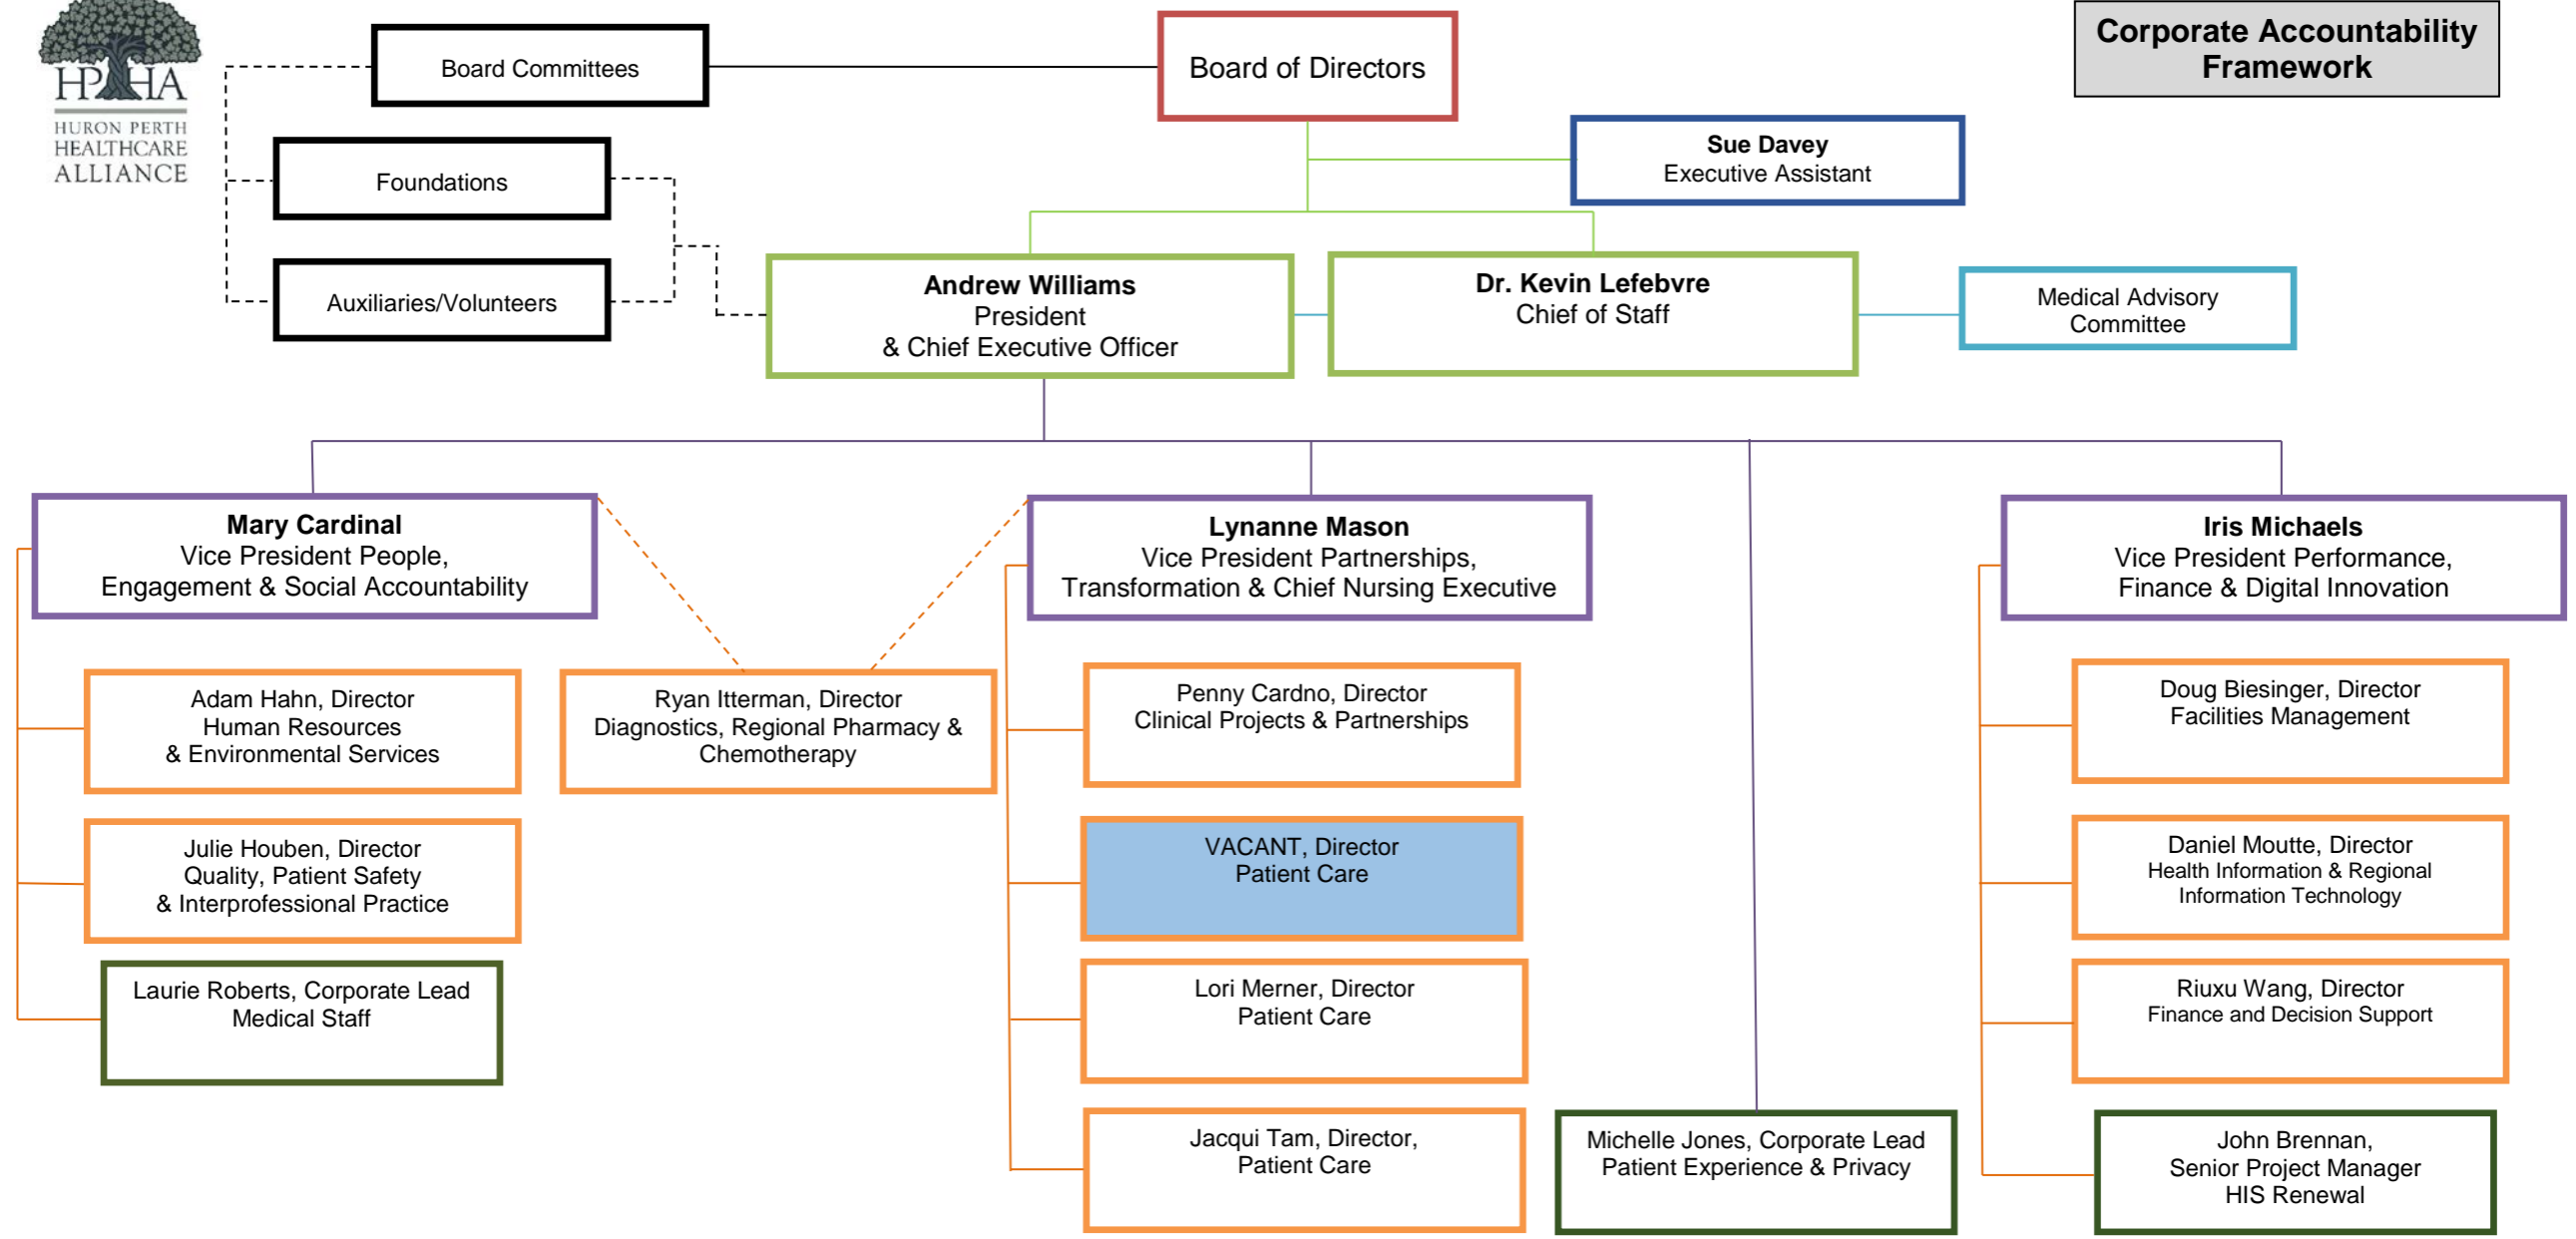 HPHA
HURON PERTH
HEALTHCARE
ALLIANCE
Board Committees
Board of Directors
Corporate Accountability
Framework
Foundations
Sue Davey
Executive Assistant
Auxiliaries/Volunteers
Andrew Williams
President
& Chief Executive Officer
Dr. Kevin Lefebvre
Chief of Staff
Medical Advisory
Committee
Mary Cardinal
Vice President People,
Engagement & Social Accountability
Lynanne Mason
Vice President Partnerships,
Transformation & Chief Nursing Executive
Iris Michaels
Vice President Performance,
Finance & Digital Innovation
Adam Hahn, Director
Human Resources
& Environmental Services
Julie Houben, Director
Quality, Patient Safety
& Interprofessional Practice
Laurie Roberts, Corporate Lead
Medical Staff
Ryan Itterman, Director
Diagnostics, Regional Pharmacy &
Chemotherapy
Penny Cardno, Director
Clinical Projects & Partnerships
VACANT, Director
Patient Care
Lori Merner, Director
Patient Care
Jacqui Tam, Director,
Patient Care
Michelle Jones, Corporate Lead
Patient Experience & Privacy
Doug Biesinger, Director
Facilities Management
Daniel Moutte, Director
Health Information & Regional
Information Technology
Riuxu Wang, Director
Finance and Decision Support
John Brennan,
Senior Project Manager
HIS Renewal